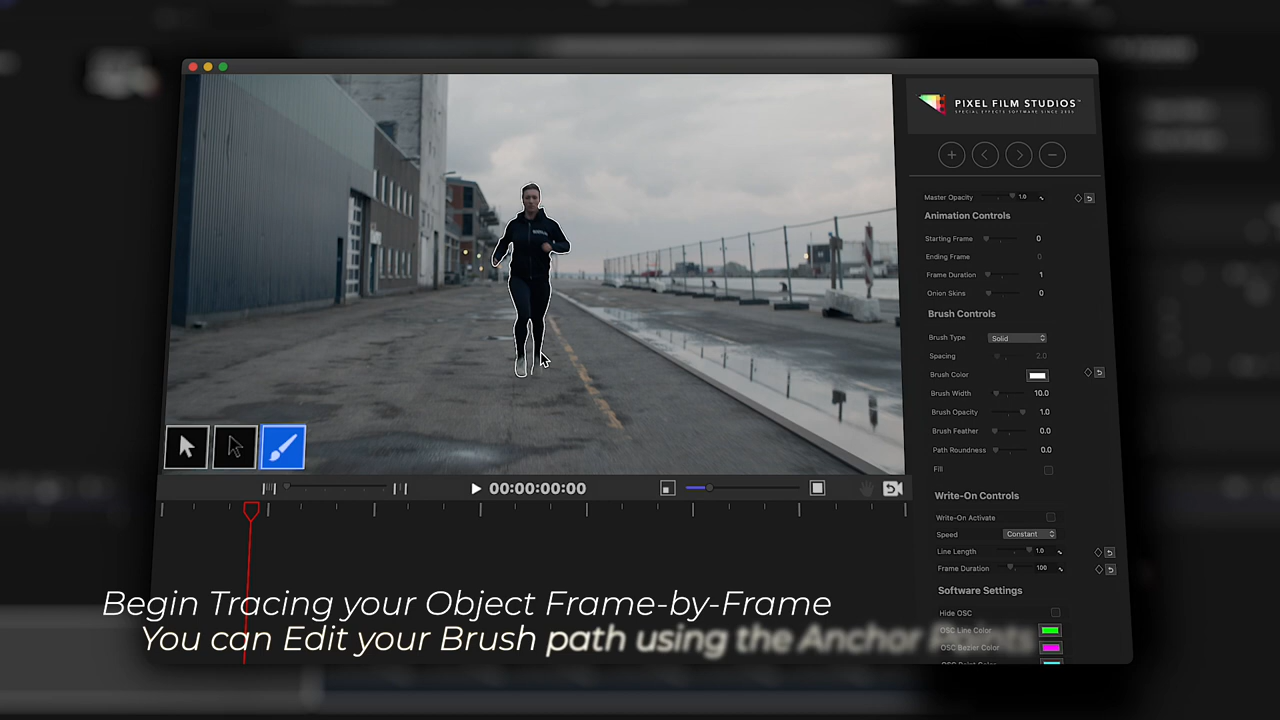 PIXEL FILM STUDIOS™
SPECIAL EFFECTS SOFTWARE SINCE 2006
Master Opacity 1.0
Animation Controls
Starting Frame 0
Ending Frame 0
Frame Duration 1
Onion Skins 0
Brush Controls
Brush Type Solid
Spacing 2.0
Brush Color
Brush Width 10.0
Brush Opacity 1.0
Brush Feather 0.0
Path Roundness 0.0
Fill
00:00:00:00
Write-On Controls
Write-On Activate
Speed Constant
Line Length 1.0
Frame Duration 100
Software Settings
Hide OSC
OSC Line Color
OSC Bezier Color
Begin Tracing your Object Frame-by-Frame
You can Edit your Brush path using the Anchor Points